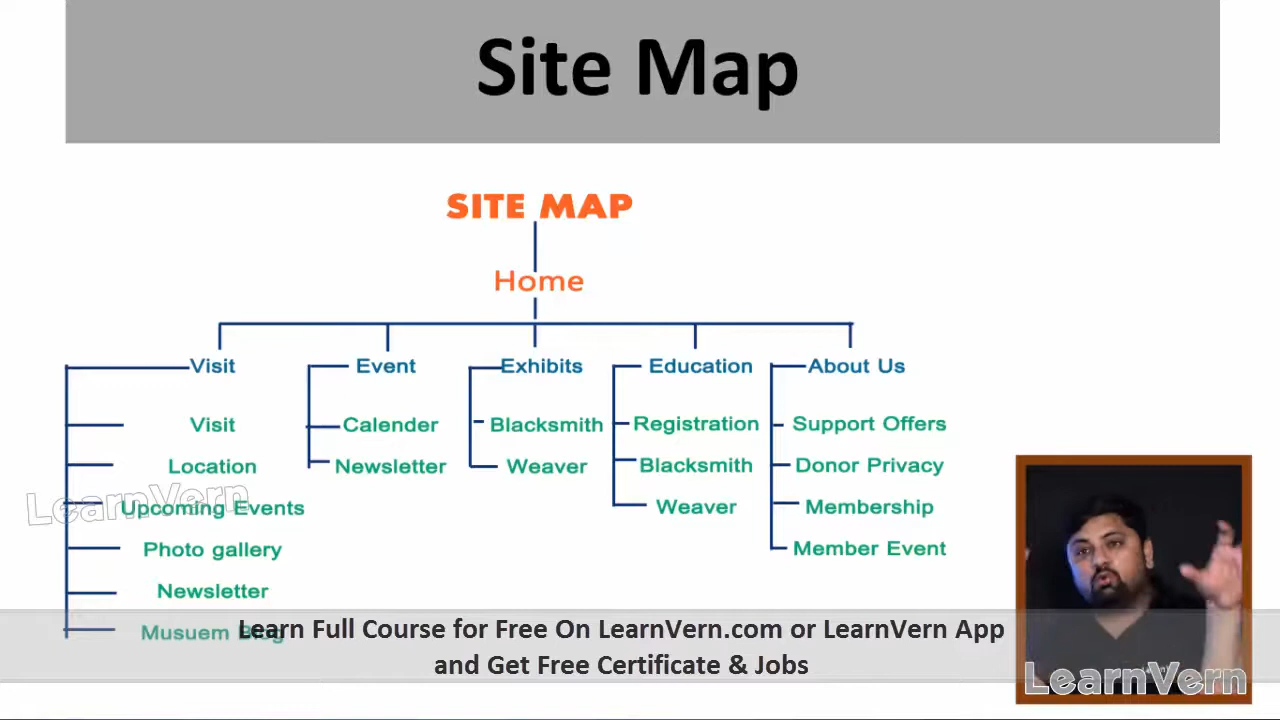 Site Map
SITE MAP
Home
Visit
Visit
Location
Upcoming Events
Photo gallery
Newsletter
Musuem Blog
Event
Calender
Newsletter
Exhibits
Blacksmith
Weaver
Education
Registration
Blacksmith
Weaver
About Us
Support Offers
Donor Privacy
Membership
Member Event
LearnVern
Learn Full Course for Free On LearnVern.com or LearnVern App
and Get Free Certificate & Jobs
LearnVern